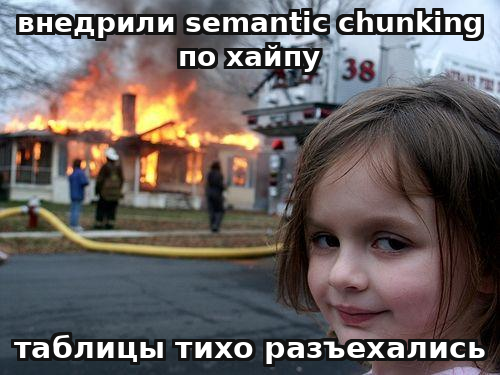 внедрили semantic chunking
по хайпу
38
таблицы тихо разъехались